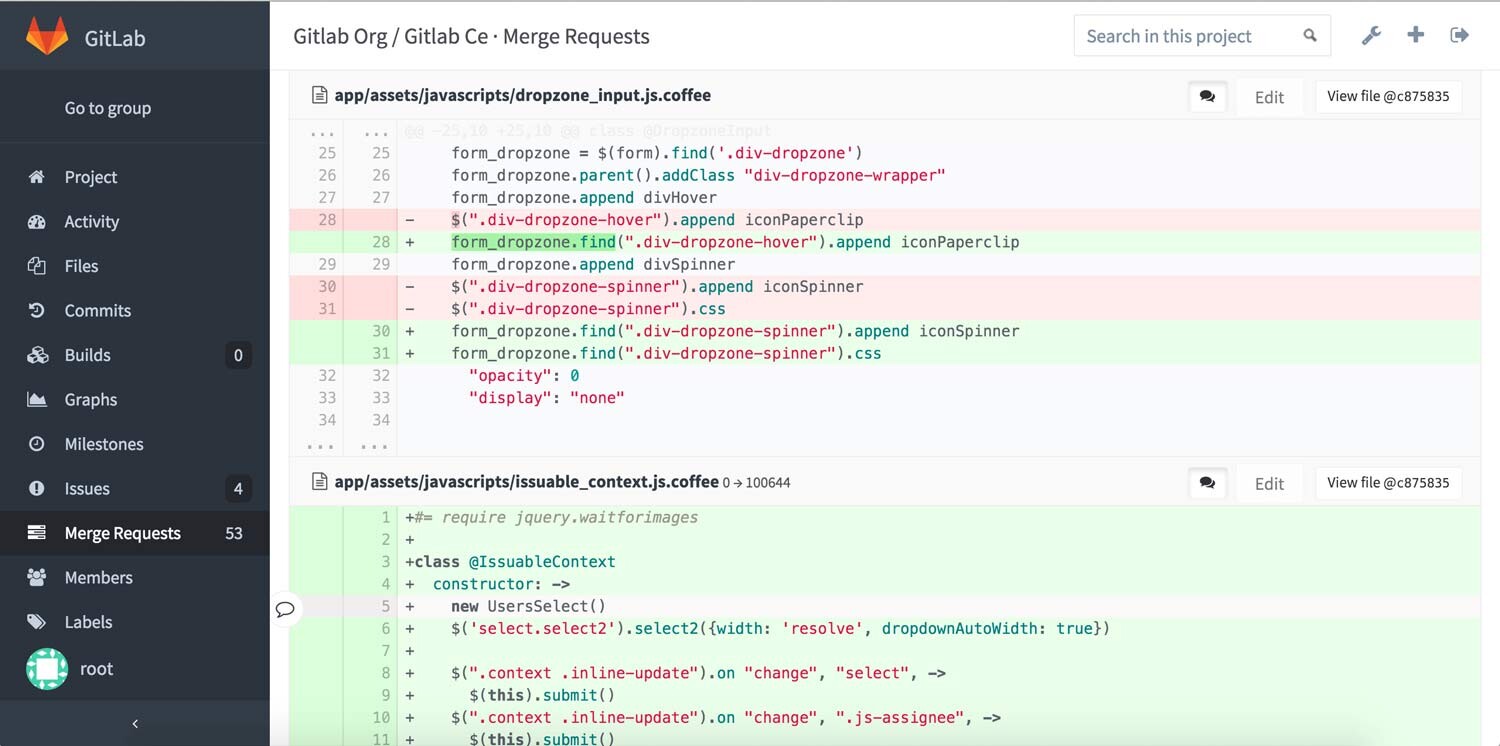 GitLab
Gitlab Org / Gitlab Ce · Merge Requests
Search in this project
Go to group
Project
Activity
Files
Commits
Builds 0
Graphs
Milestones
Issues 4
Merge Requests 53
Members
Labels
root
app/assets/javascripts/dropzone_input.js.coffee Edit View file @c875835
... ... @@ -25,10 +25,10 @@ class @DropzoneInput
25 25 form_dropzone = $(form).find('.div-dropzone')
26 26 form_dropzone.parent().addClass "div-dropzone-wrapper"
27 27 form_dropzone.append divHover
28 - $(".div-dropzone-hover").append iconPaperclip
28 + form_dropzone.find(".div-dropzone-hover").append iconPaperclip
29 29 form_dropzone.append divSpinner
30 - $(".div-dropzone-spinner").append iconSpinner
31 - $(".div-dropzone-spinner").css
30 + form_dropzone.find(".div-dropzone-spinner").append iconSpinner
31 + form_dropzone.find(".div-dropzone-spinner").css
32 32 "opacity": 0
33 33 "display": "none"
34 34
... ...
app/assets/javascripts/issuable_context.js.coffee 0 → 100644 Edit View file @c875835
1 +#= require jquery.waitforimages
2 +
3 +class @IssuableContext
4 + constructor: ->
5 + new UsersSelect()
6 + $('select.select2').select2({width: 'resolve', dropdownAutoWidth: true})
7 +
8 + $(".context .inline-update").on "change", "select", ->
9 + $(this).submit()
10 + $(".context .inline-update").on "change", ".js-assignee", ->
11 + $(this).submit()